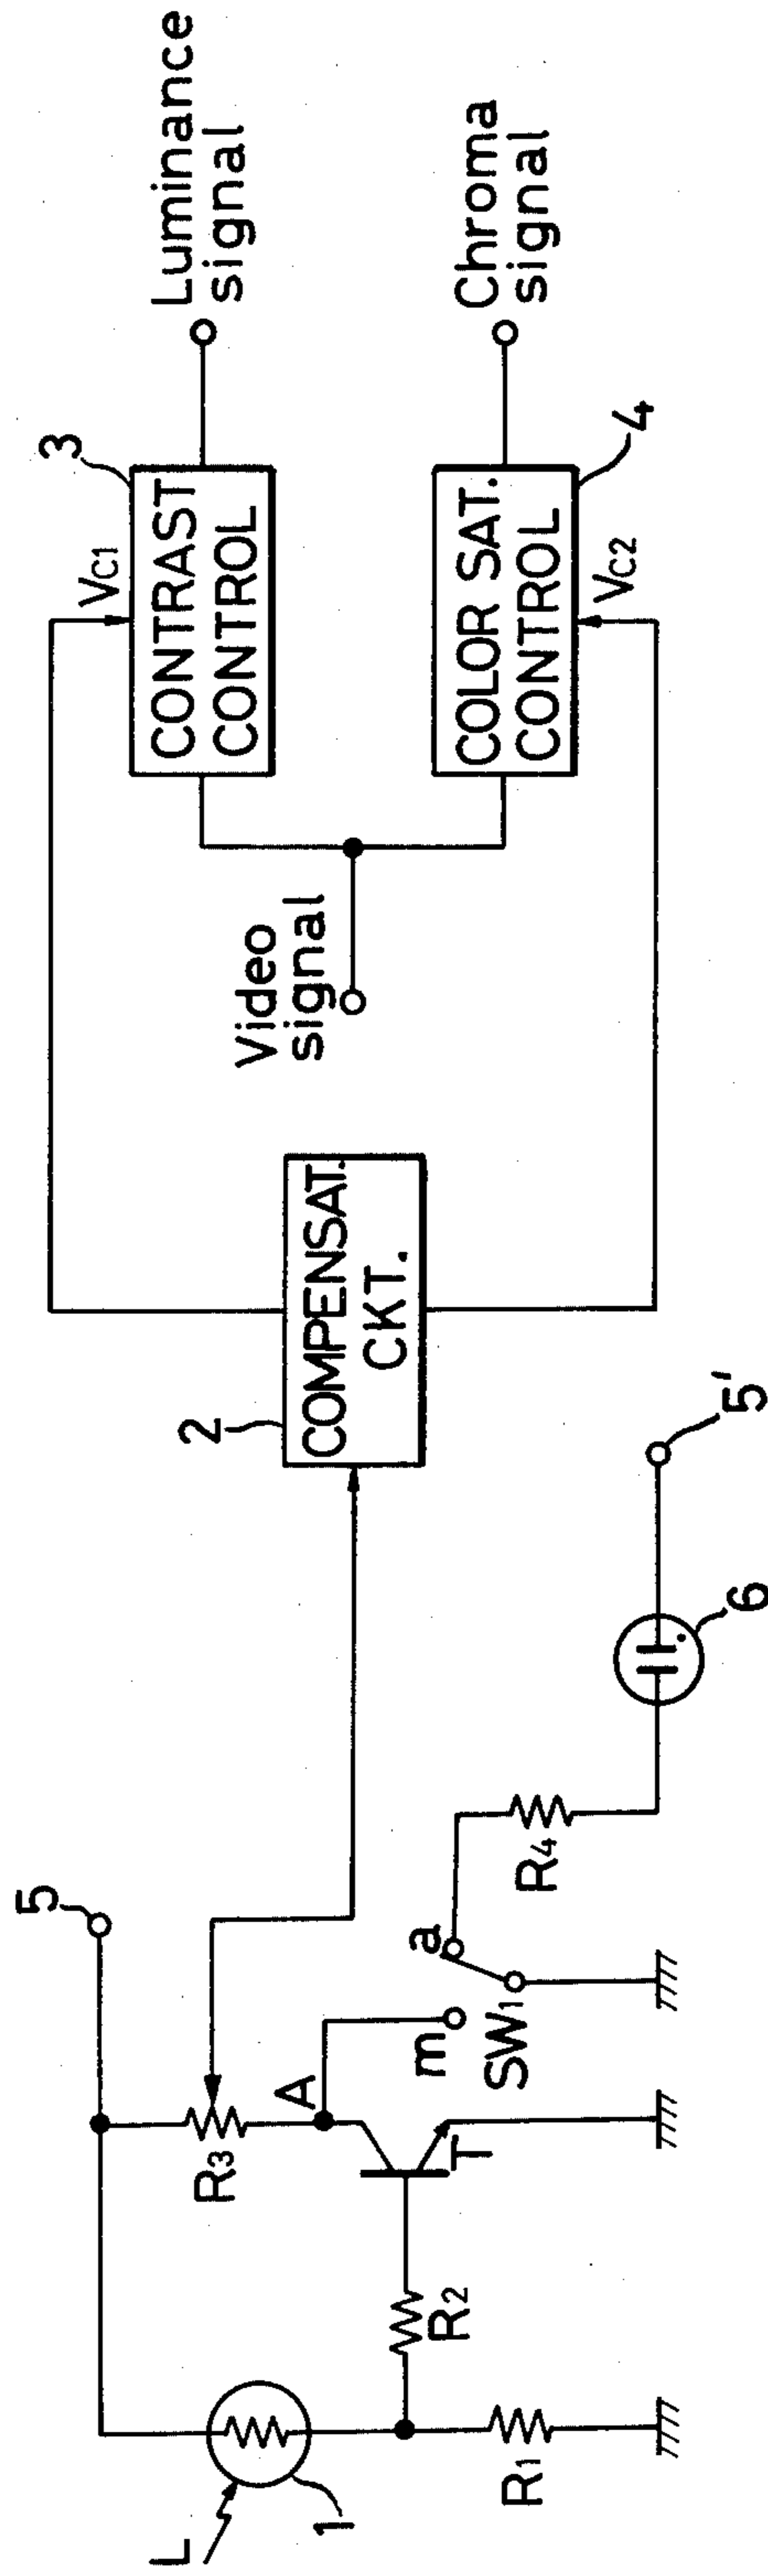 L
1
R1
R2
R3
T
A
5
m
SW1
a
R4
6
5'
2
COMPENSAT.
CKT.
Video
signal
VC1
3
CONTRAST
CONTROL
Luminance
signal
VC2
4
COLOR SAT.
CONTROL
Chroma
signal